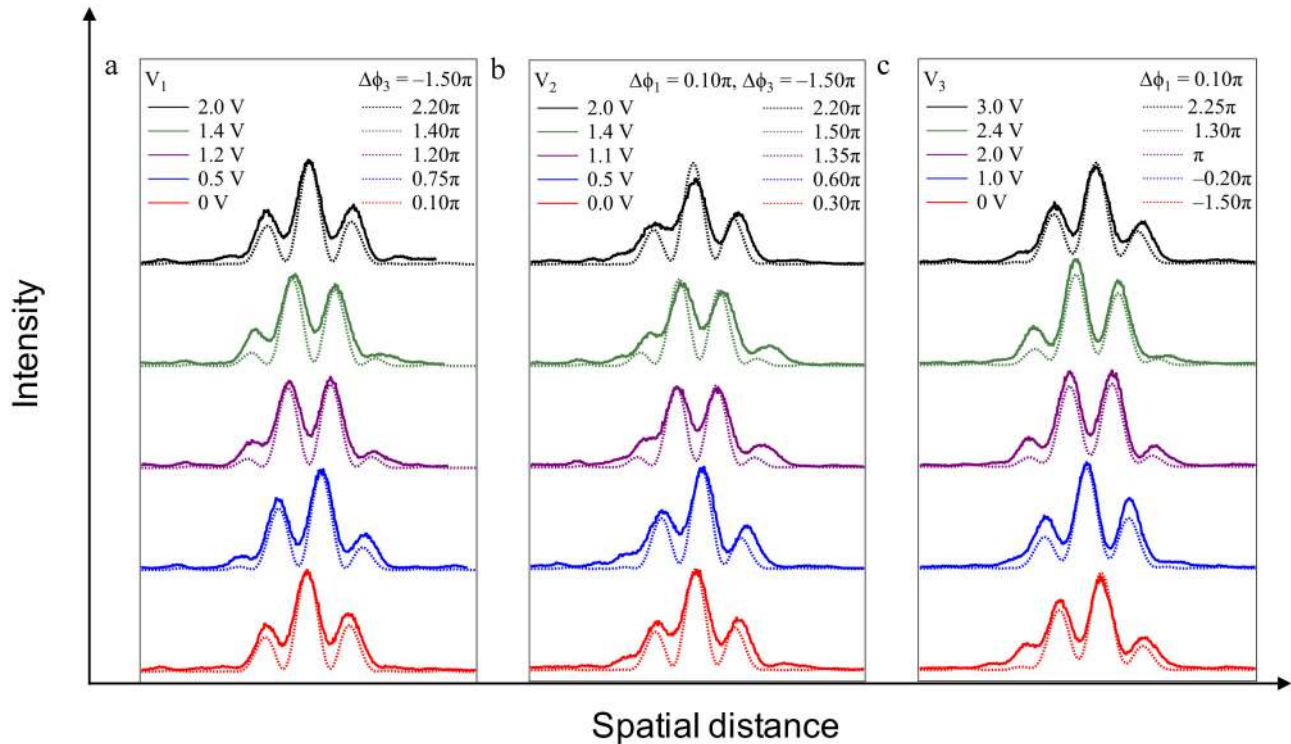 a
V₁ Δϕ₃ = –1.50π
2.0 V 2.20π
1.4 V 1.40π
1.2 V 1.20π
0.5 V 0.75π
0 V 0.10π
b
V₂ Δϕ₁ = 0.10π, Δϕ₃ = –1.50π
2.0 V 2.20π
1.4 V 1.50π
1.1 V 1.35π
0.5 V 0.60π
0.0 V 0.30π
c
V₃ Δϕ₁ = 0.10π
3.0 V 2.25π
2.4 V 1.30π
2.0 V π
1.0 V –0.20π
0 V –1.50π
Intensity
Spatial distance